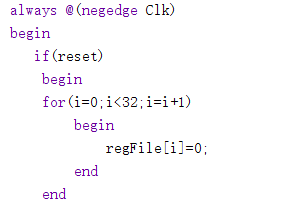 always @(negedge Clk)
begin
if(reset)
begin
for(i=0;i<32;i=i+1)
begin
regFile[i]=0;
end
end